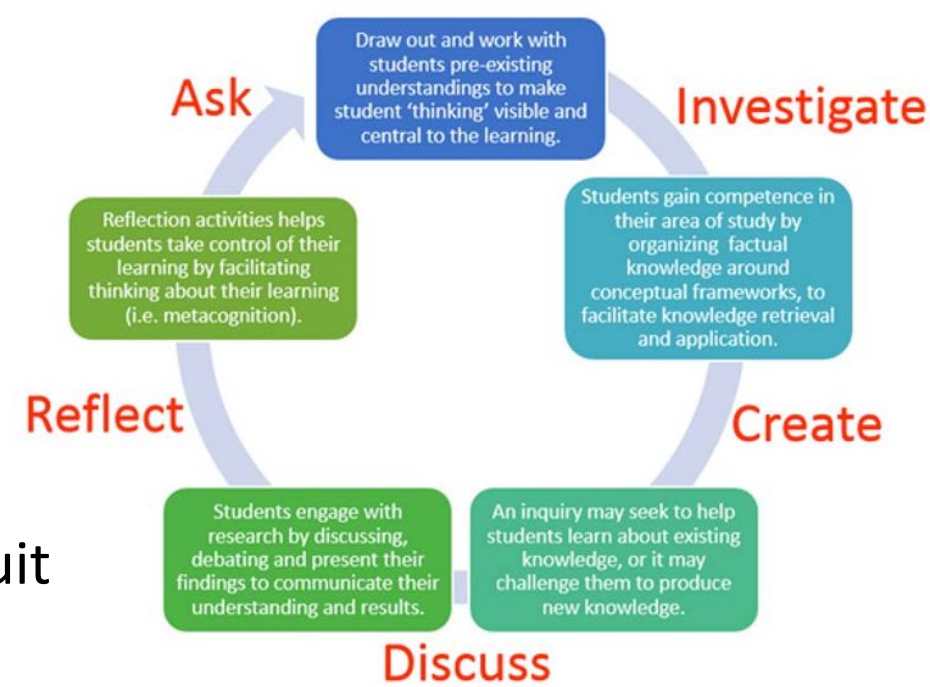 Draw out and work with
students pre-existing
understandings to make
student ‘thinking’ visible and
central to the learning.
Ask
Investigate
Students gain competence in
their area of study by
organizing factual
knowledge around
conceptual frameworks, to
facilitate knowledge retrieval
and application.
Reflection activities helps
students take control of their
learning by facilitating
thinking about their learning
(i.e. metacognition).
Reflect
Create
Students engage with
research by discussing,
debating and present their
findings to communicate their
understanding and results.
An inquiry may seek to help
students learn about existing
knowledge, or it may
challenge them to produce
new knowledge.
uit
Discuss